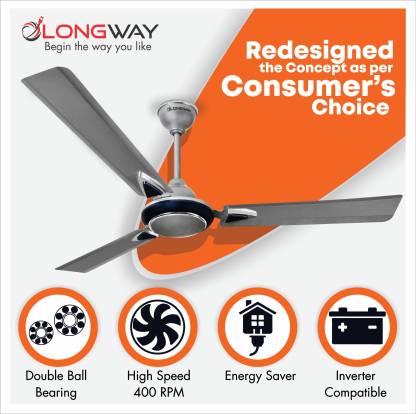 LONGWAY
Begin the way you like
Redesigned
the Concept as per
Consumer's
Choice
LONGWAY
Double Ball
Bearing
High Speed
400 RPM
Energy Saver
Inverter
Compatible